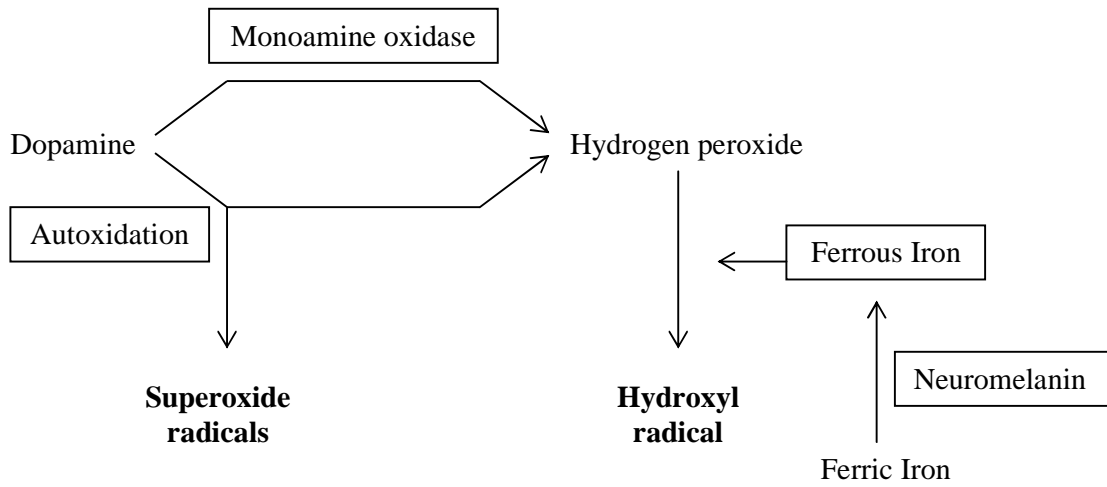 Monoamine oxidase
Dopamine
Hydrogen peroxide
Autoxidation
Ferrous Iron
Superoxide
radicals
Hydroxyl
radical
Neuromelanin
Ferric Iron